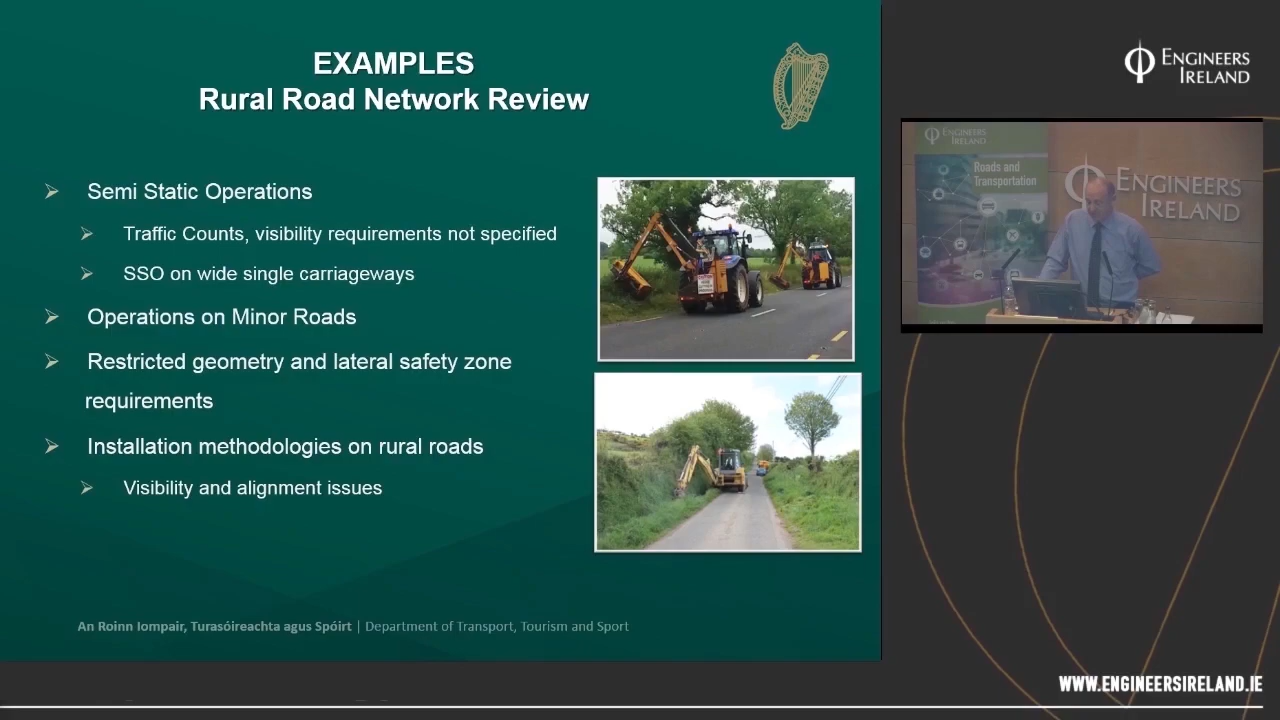 EXAMPLES
Rural Road Network Review
Semi Static Operations
Traffic Counts, visibility requirements not specified
SSO on wide single carriageways
Operations on Minor Roads
Restricted geometry and lateral safety zone
requirements
Installation methodologies on rural roads
Visibility and alignment issues
An Roinn Iompair, Turasóireachta agus Spóirt | Department of Transport, Tourism and Sport
ENGINEERS
IRELAND
ENGINEERS
IRELAND
Roads and
Transportation
ENGINEERS
IRELAND
WWW.ENGINEERSIRELAND.IE